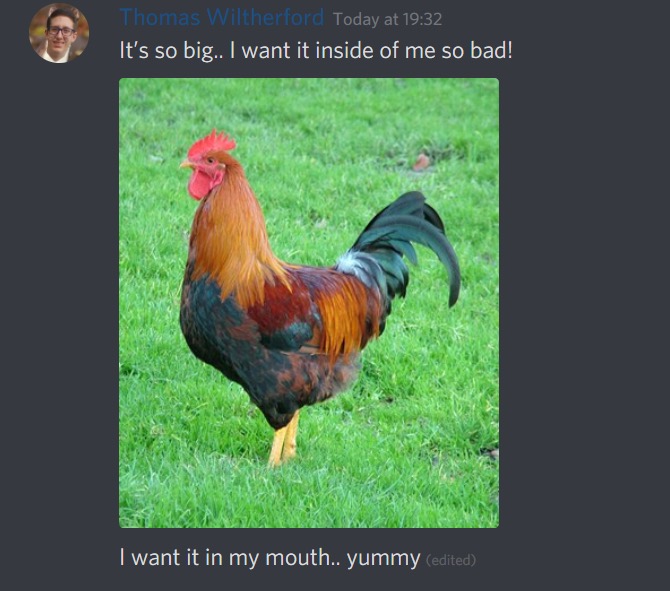 Thomas Wiltherford Today at 19:32
It's so big.. I want it inside of me so bad!
I want it in my mouth.. yummy (edited)